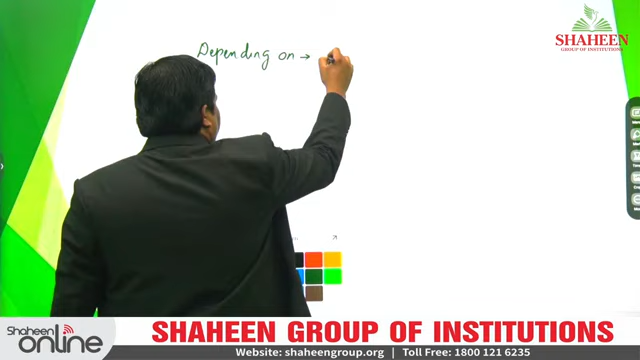 SHAHEEN
GROUP OF INSTITUTIONS
Depending on →
Shaheen
online
SHAHEEN GROUP OF INSTITUTIONS
Website: shaheengroup.org | Toll Free: 1800 121 6235